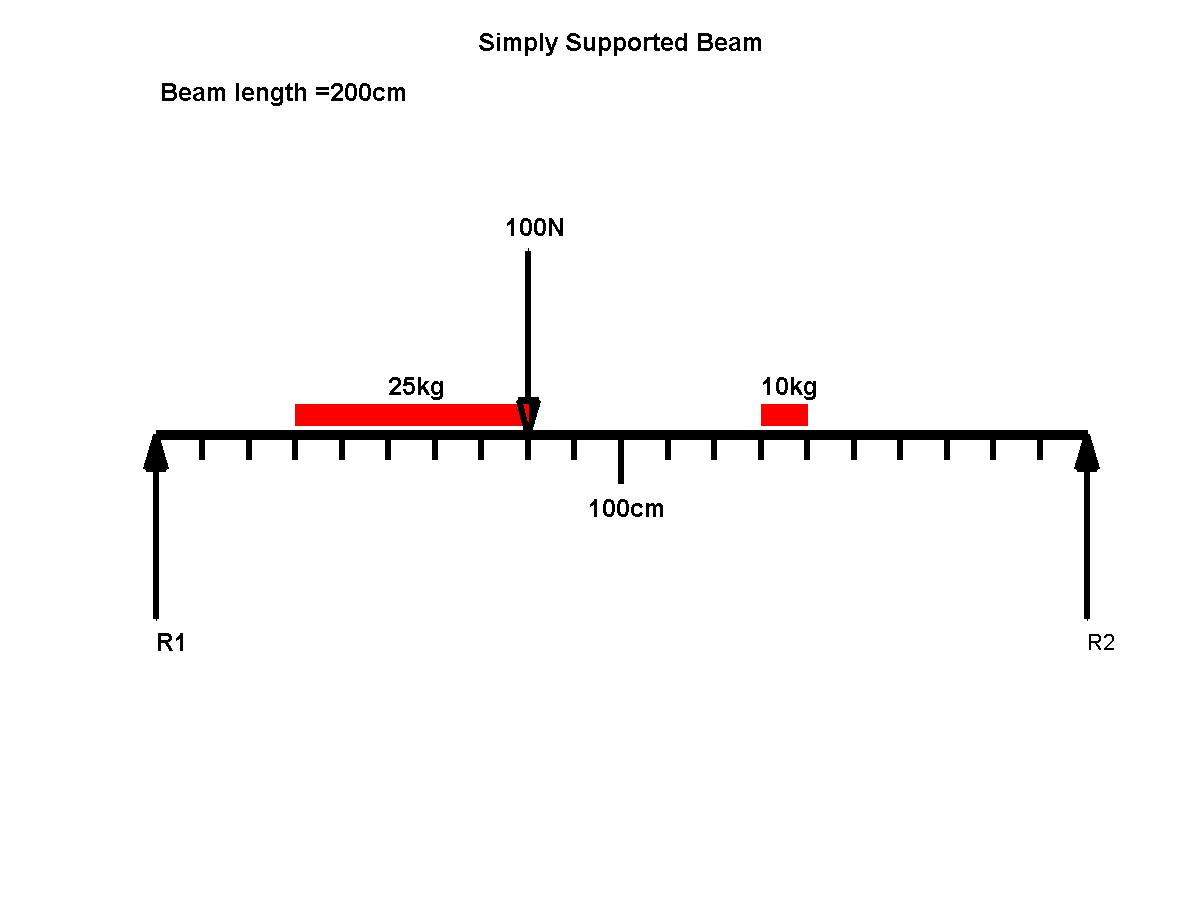 Simply Supported Beam
Beam length =200cm
100N
25kg
10kg
100cm
R1
R2